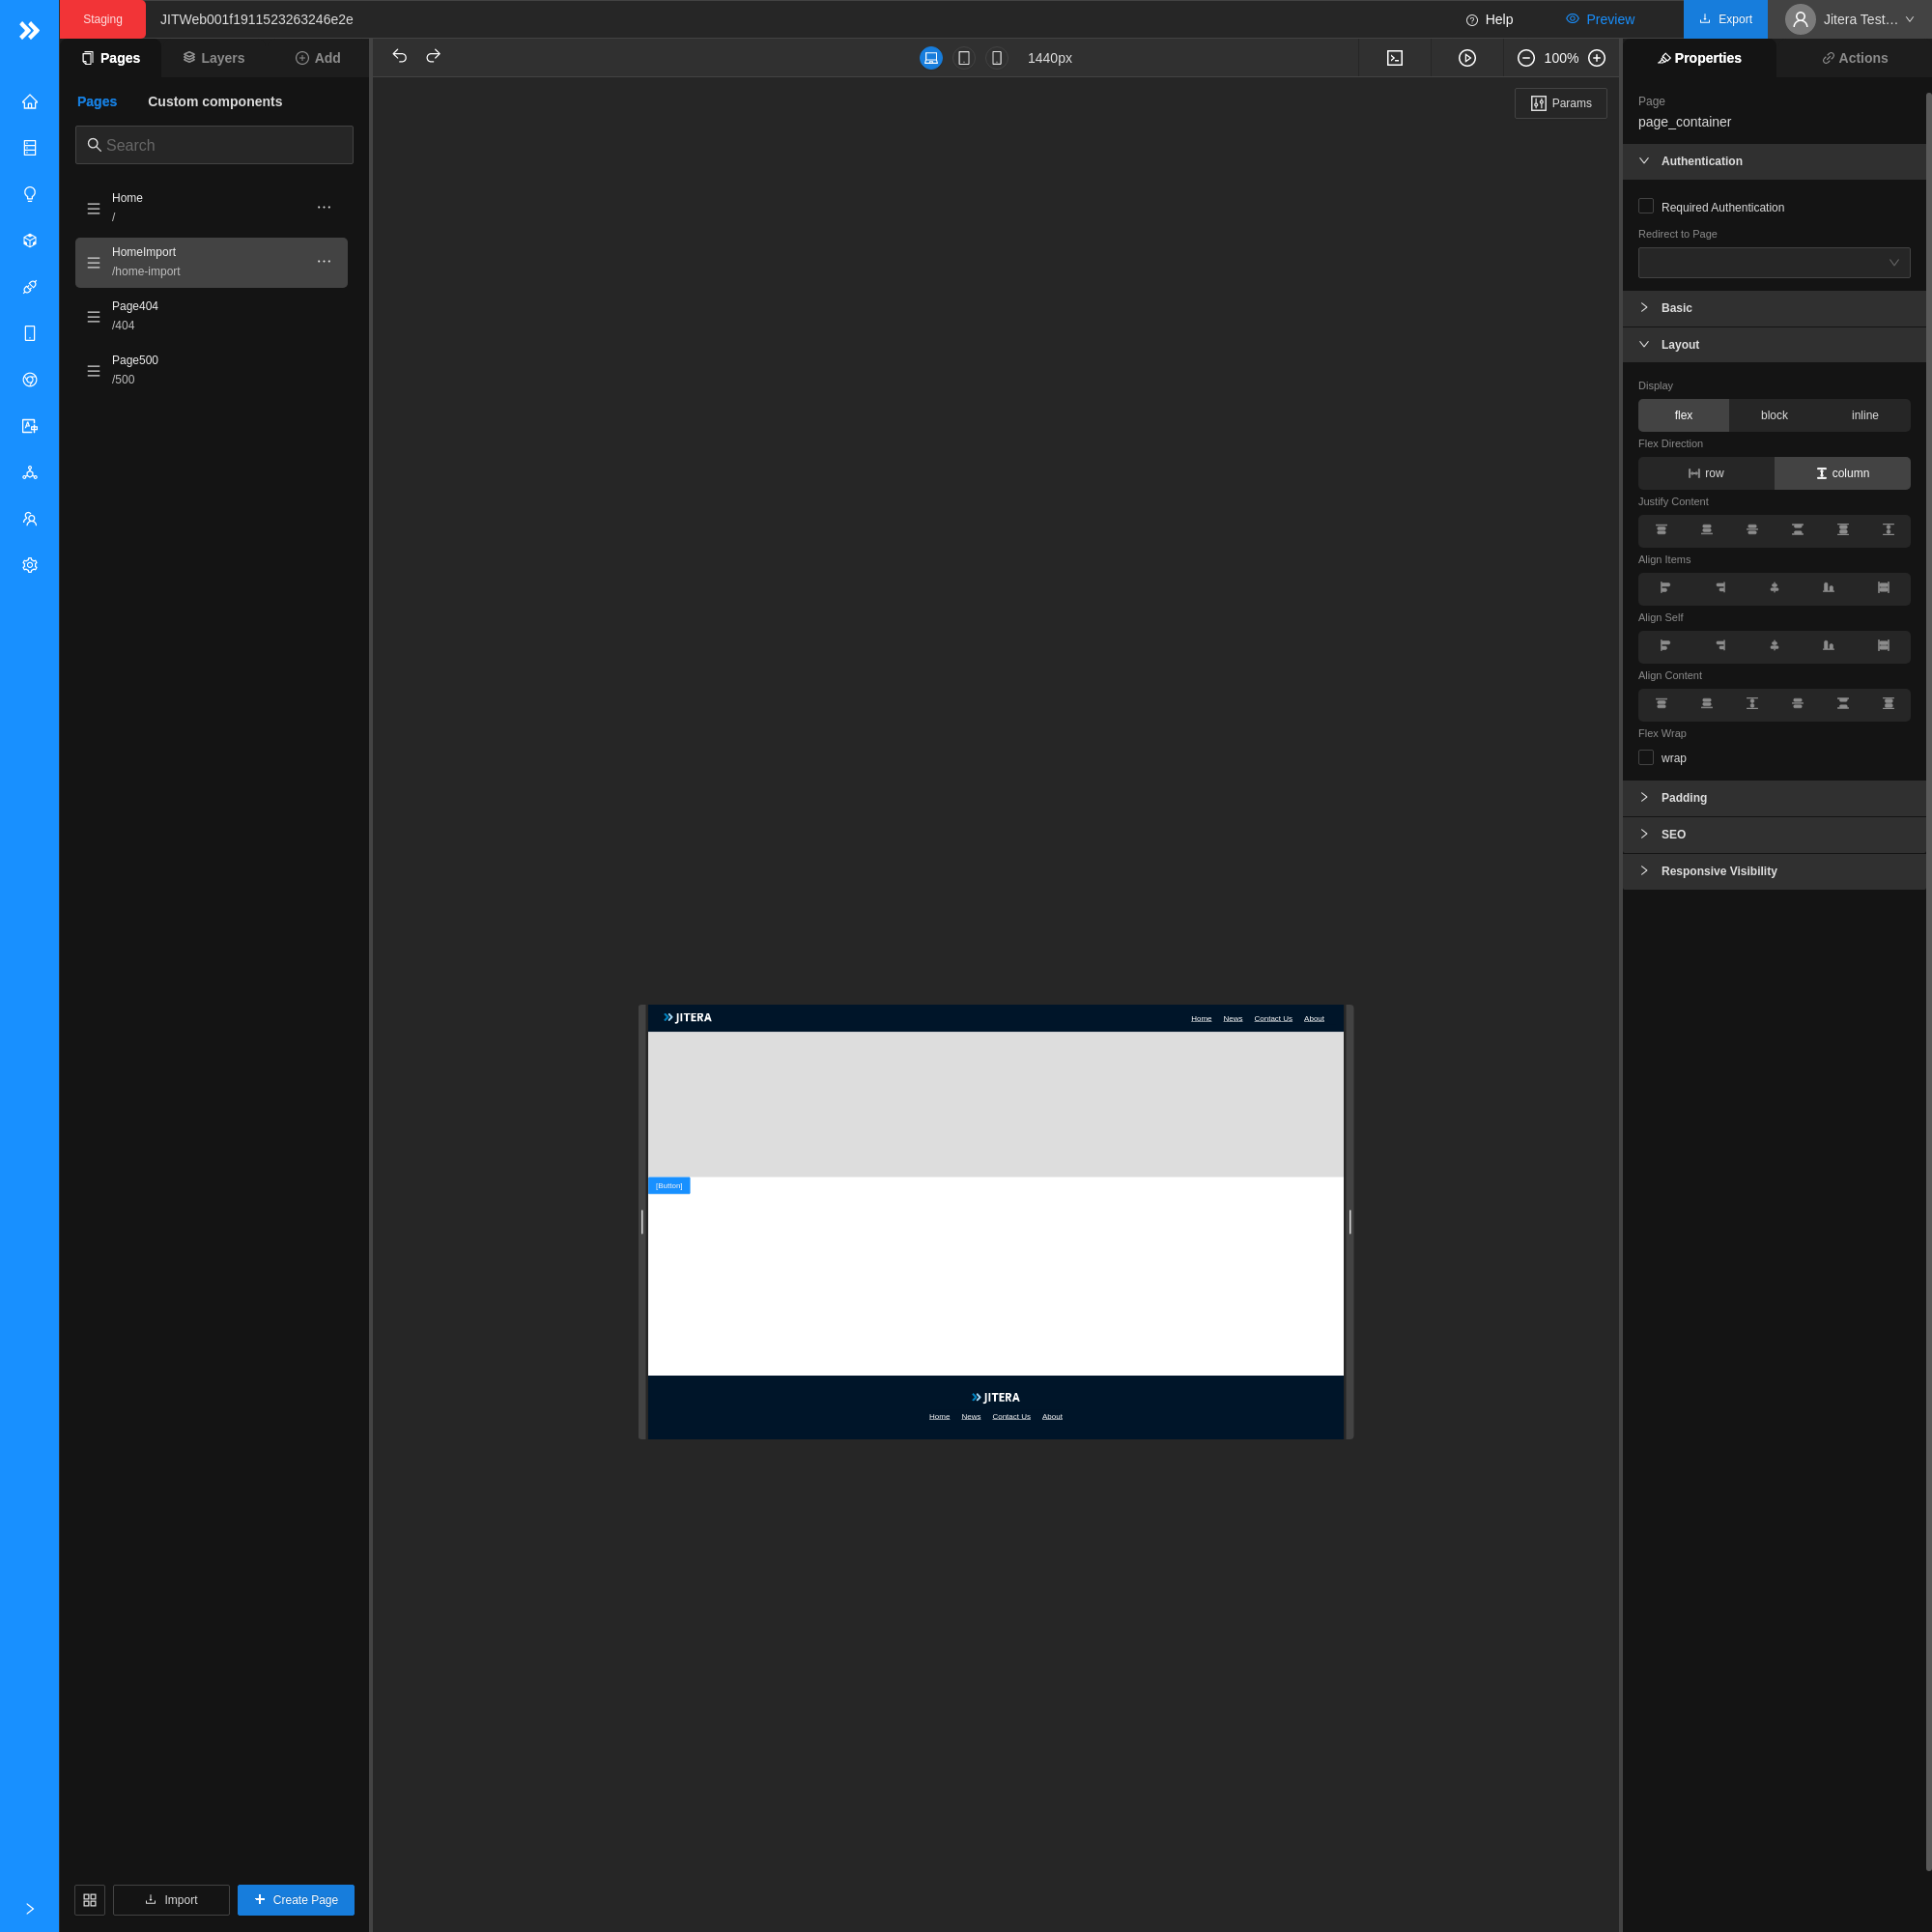 Staging
JITWeb001f1911523263246e2e
Help
Preview
Export
Jitera Test...
Pages
Layers
Add
1440px
100%
Properties
Actions
Pages
Custom components
Search
Home
/
HomeImport
/home-import
Page404
/404
Page500
/500
Import
Create Page
Params
JITERA
Home News Contact Us About
[Button]
JITERA
Home News Contact Us About
Page
page_container
Authentication
Required Authentication
Redirect to Page
Basic
Layout
Display
flex block inline
Flex Direction
row column
Justify Content
Align Items
Align Self
Align Content
Flex Wrap
wrap
Padding
SEO
Responsive Visibility